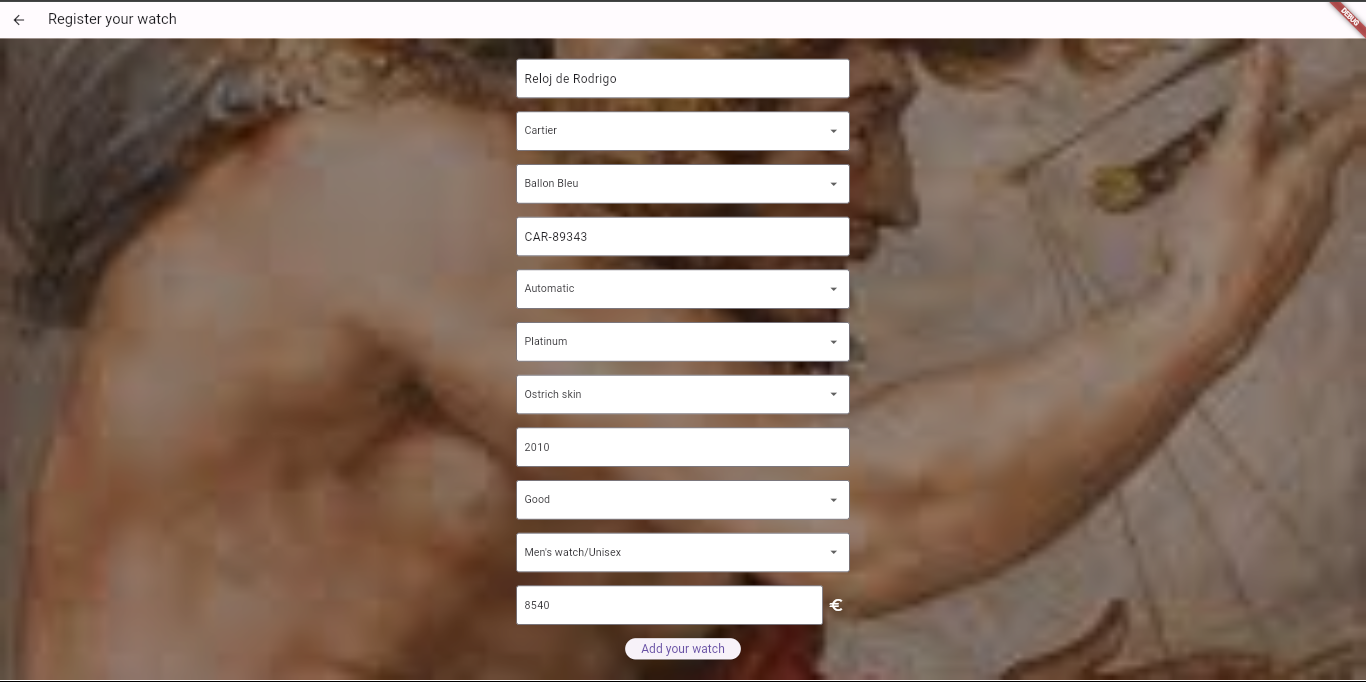 Register your watch
DEBUG
Reloj de Rodrigo
Cartier
Ballon Bleu
CAR-89343
Automatic
Platinum
Ostrich skin
2010
Good
Men's watch/Unisex
8540 €
Add your watch